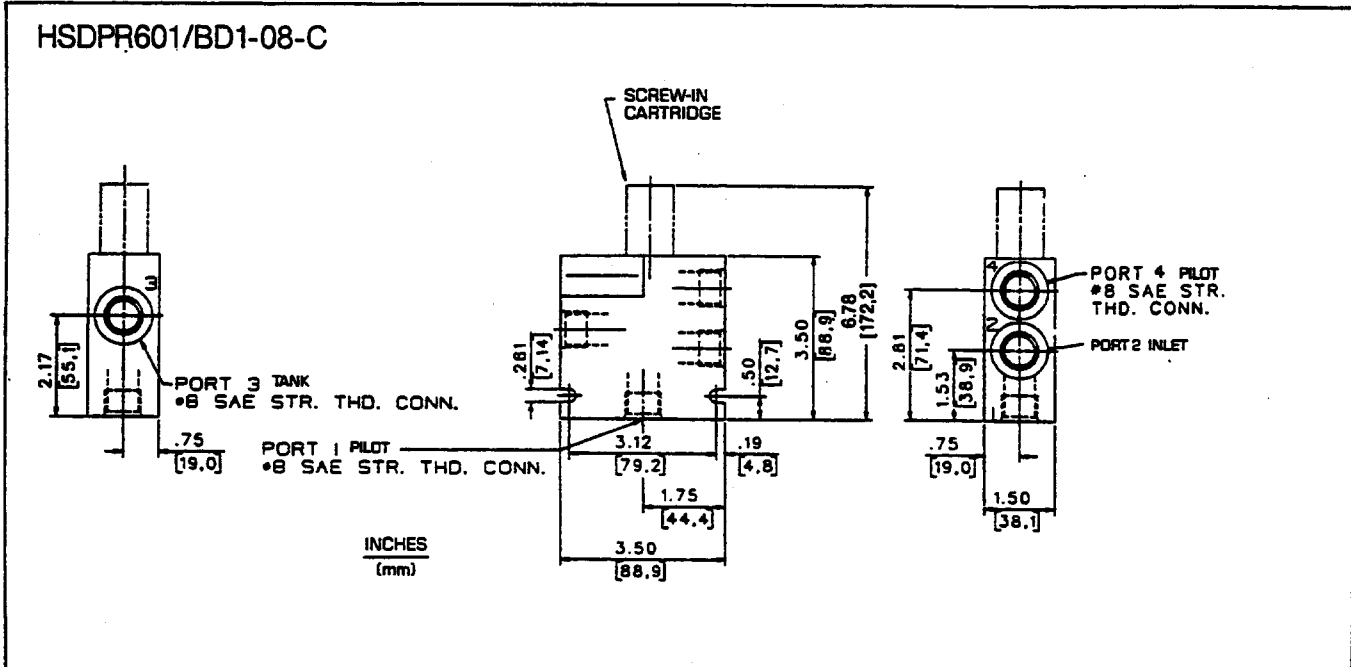 HSDPR601/BD1-08-C
SCREW-IN
CARTRIDGE
3
2.17
[55,1]
PORT 3 TANK
#8 SAE STR. THD. CONN.
.75
[19,0]
PORT 1 PILOT
#8 SAE STR. THD. CONN.
.281
[7,14]
3.12
[79,2]
.19
[4,8]
1.75
[44,4]
3.50
[88,9]
.50
[12,7]
3.50
[88,9]
6.78
[172,2]
INCHES
(mm)
4
2
1
PORT 4 PILOT
#8 SAE STR.
THD. CONN.
PORT 2 INLET
2.81
[71,4]
1.53
[38,9]
.75
[19,0]
1.50
[38,1]